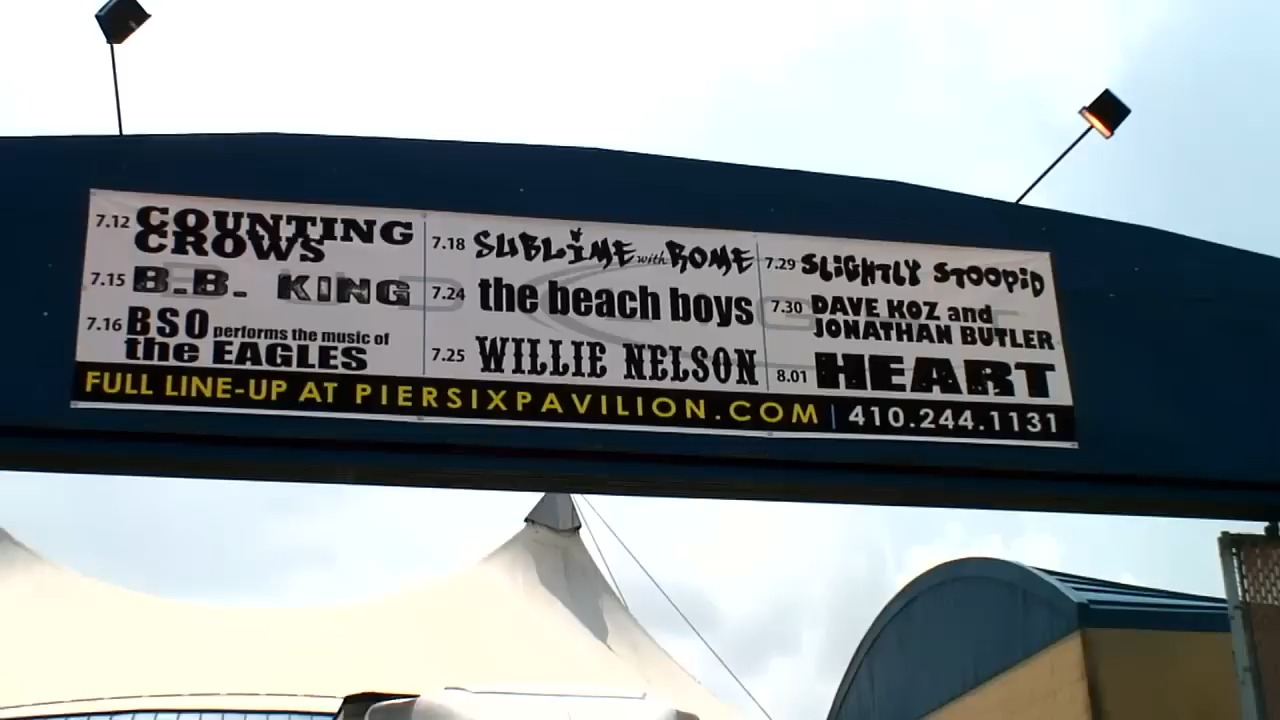 7.12 COUNTING
CROWS
7.15 B.B. KING
7.16 BSO performs the music of
the EAGLES
7.18 SUBLIME with ROME
7.24 the beach boys
7.25 WILLIE NELSON
7.29 SLIGHTLY STOOPID
7.30 DAVE KOZ and
JONATHAN BUTLER
8.01 HEART
FULL LINE-UP AT PIERSIXPAVILION.COM | 410.244.1131